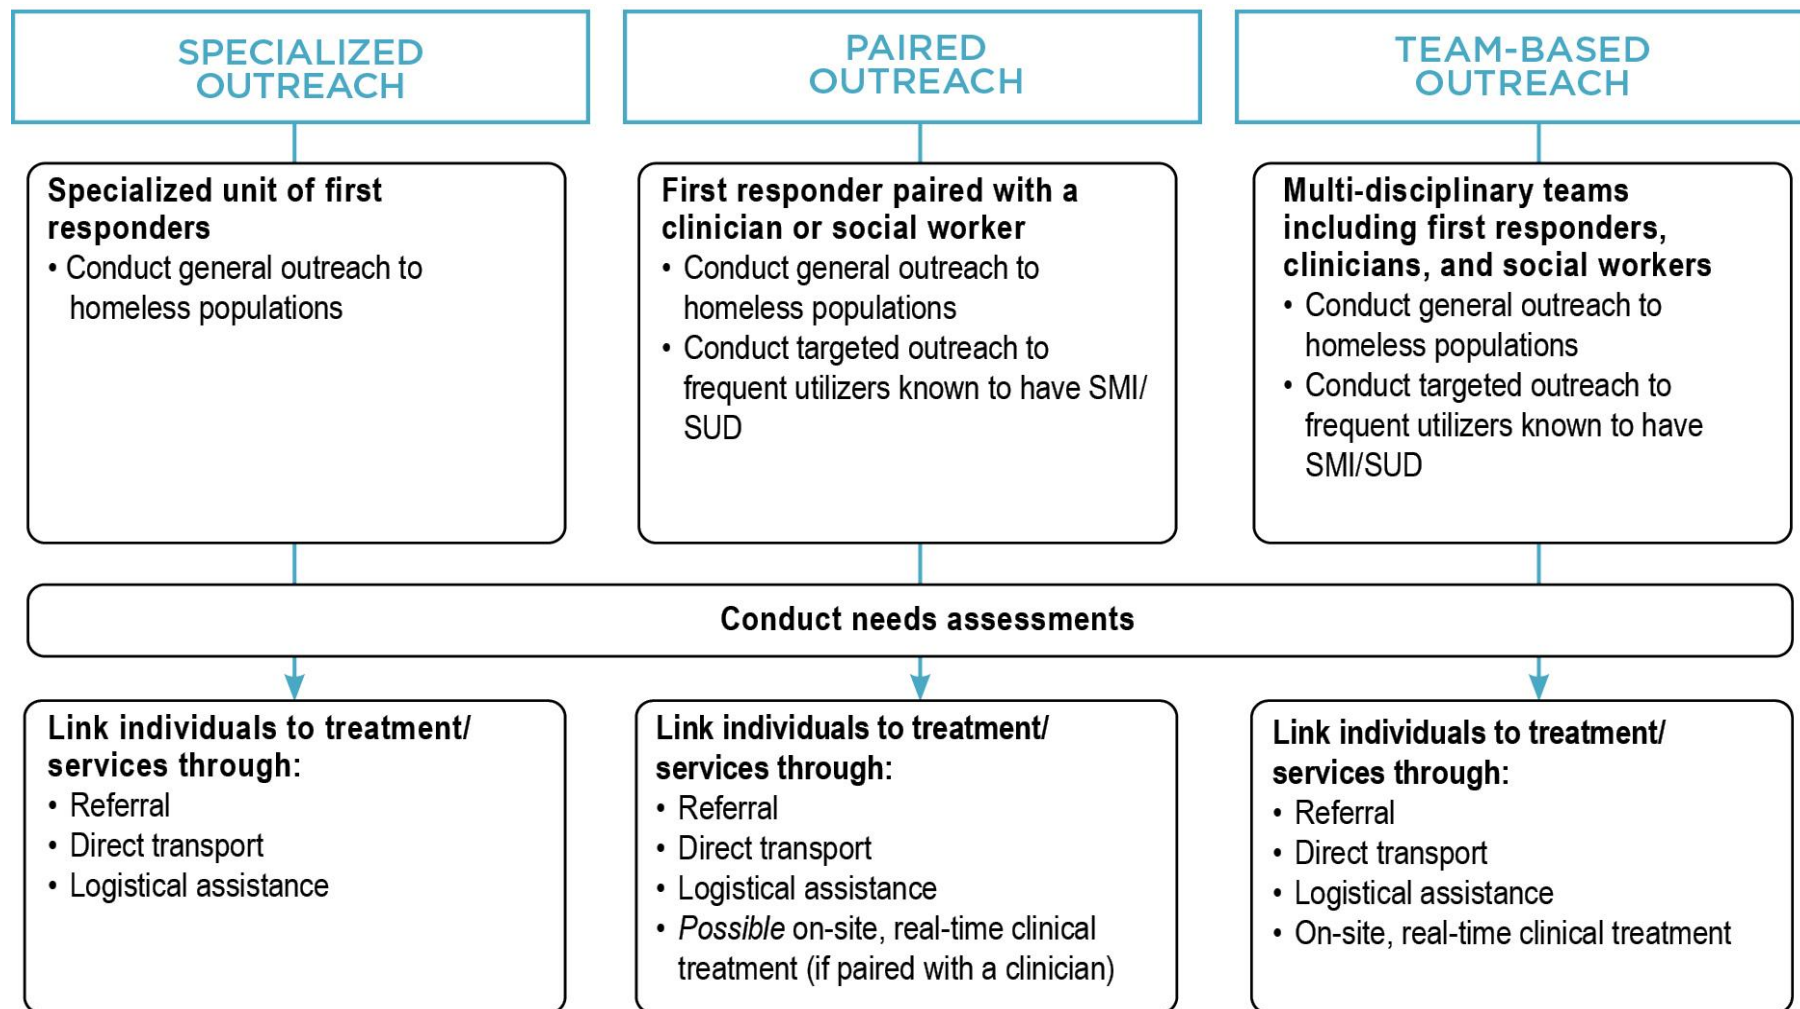 SPECIALIZED
OUTREACH
PAIRED
OUTREACH
TEAM-BASED
OUTREACH
Specialized unit of first
responders
• Conduct general outreach to
homeless populations
First responder paired with a
clinician or social worker
• Conduct general outreach to
homeless populations
• Conduct targeted outreach to
frequent utilizers known to have SMI/
SUD
Multi-disciplinary teams
including first responders,
clinicians, and social workers
• Conduct general outreach to
homeless populations
• Conduct targeted outreach to
frequent utilizers known to have
SMI/SUD
Conduct needs assessments
Link individuals to treatment/
services through:
• Referral
• Direct transport
• Logistical assistance
Link individuals to treatment/
services through:
• Referral
• Direct transport
• Logistical assistance
• Possible on-site, real-time clinical
treatment (if paired with a clinician)
Link individuals to treatment/
services through:
• Referral
• Direct transport
• Logistical assistance
• On-site, real-time clinical treatment